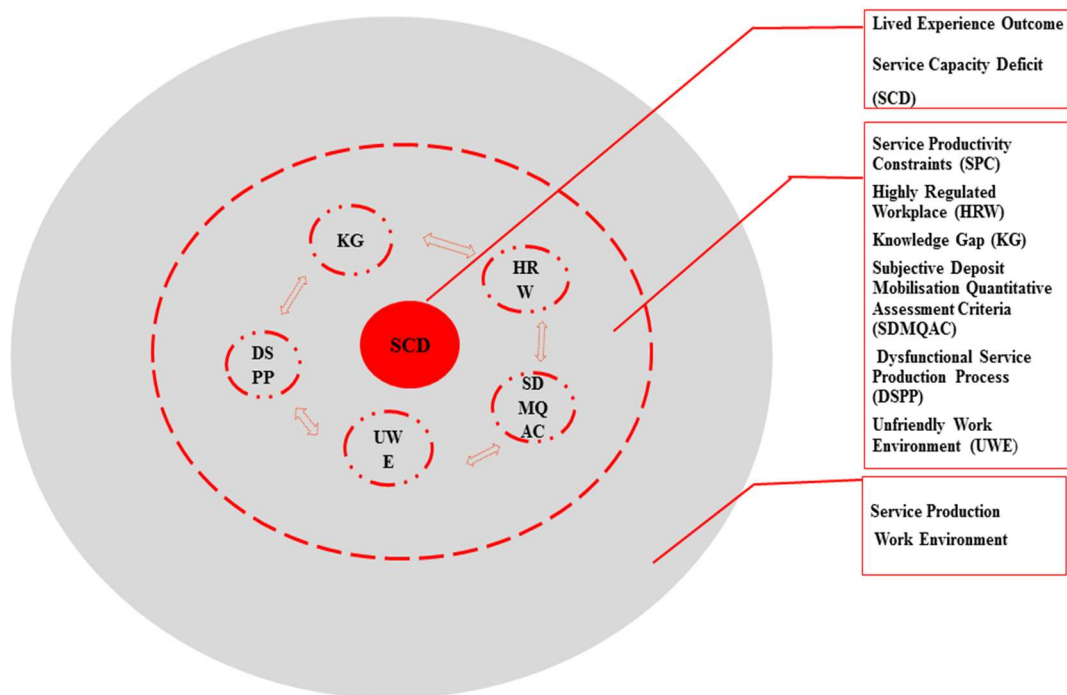 KG
HR
W
SCD
DS
PP
SD
MQ
AC
UW
E
Lived Experience Outcome
Service Capacity Deficit
(SCD)
Service Productivity
Constraints (SPC)
Highly Regulated
Workplace (HRW)
Knowledge Gap (KG)
Subjective Deposit
Mobilisation Quantitative
Assessment Criteria
(SDMQAC)
Dysfunctional Service
Production Process
(DSPP)
Unfriendly Work
Environment (UWE)
Service Production
Work Environment